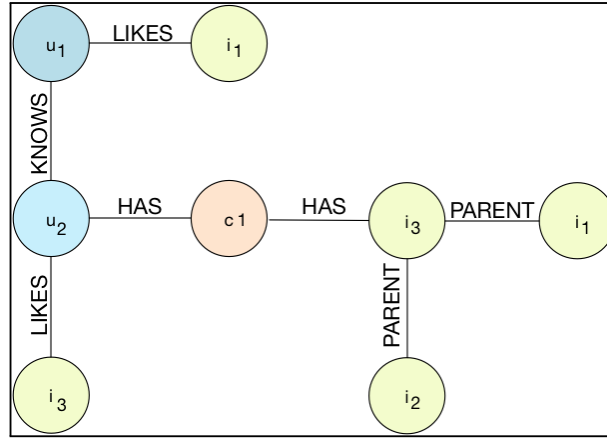 u1 LIKES i1
KNOWS
u2 HAS c1 HAS i3 PARENT i1
LIKES PARENT
i3 i2